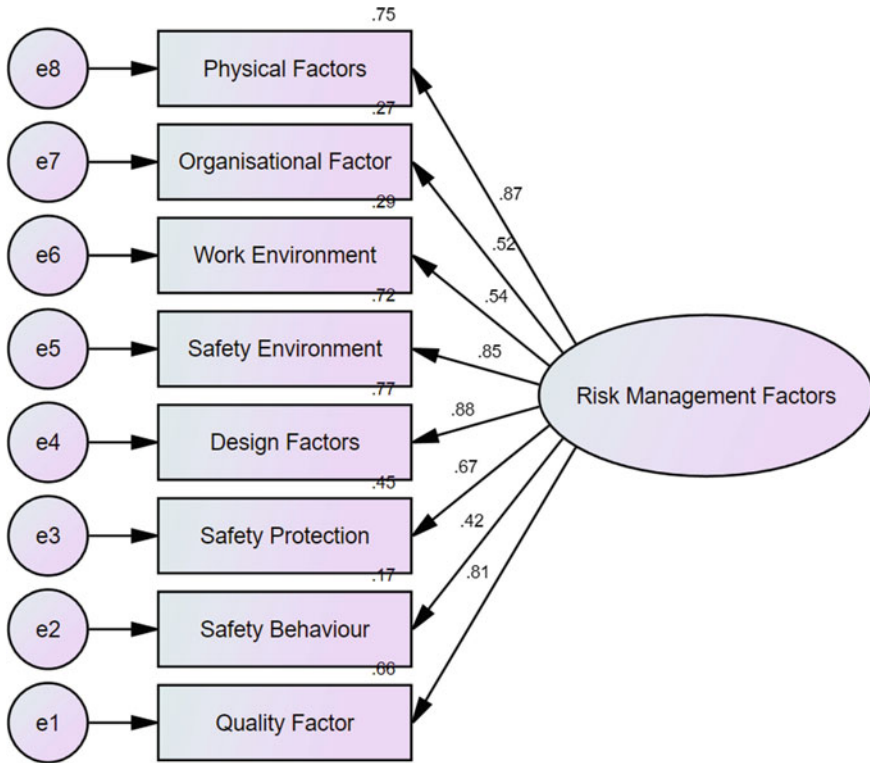 .75
e8
Physical Factors
.27
e7
Organisational Factor
.29
e6
Work Environment
.72
e5
Safety Environment
.77
e4
Design Factors
.45
e3
Safety Protection
.17
e2
Safety Behaviour
.66
e1
Quality Factor
.87
.52
.54
.85
.88
.67
.42
.81
Risk Management Factors